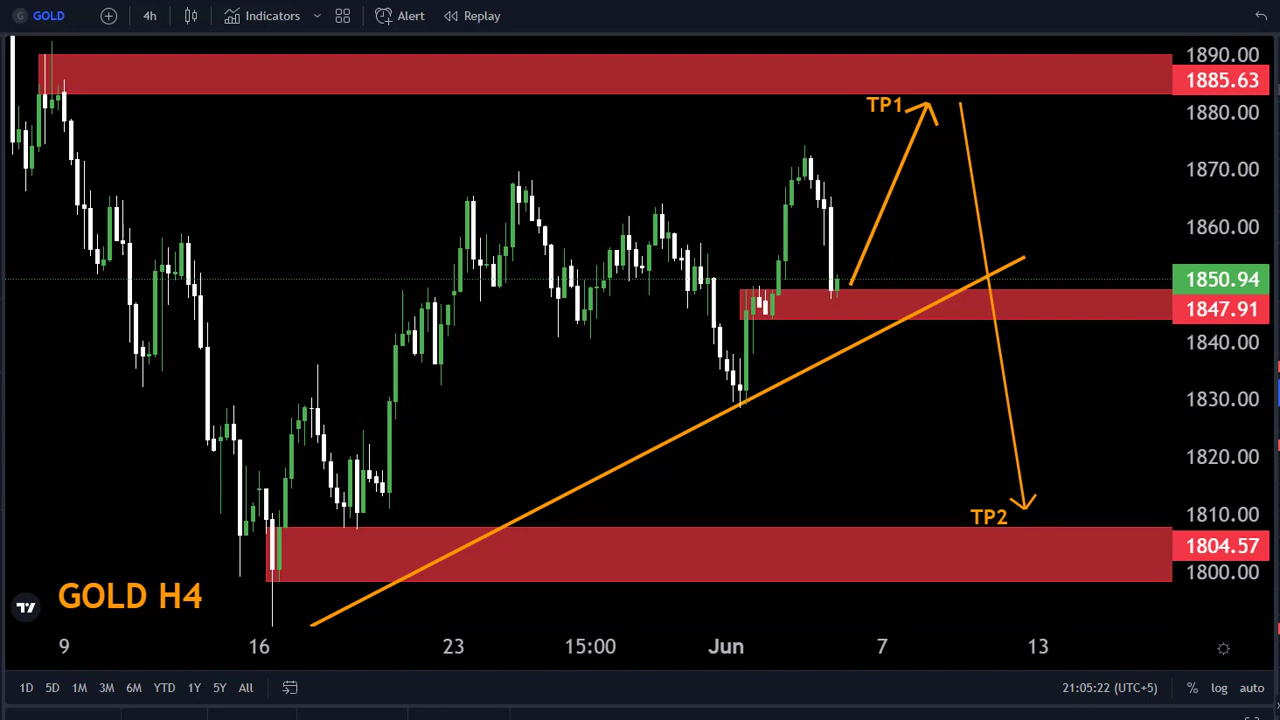 GOLD 4h Indicators Alert Replay
1890.00
1885.63
TP1
1880.00
1870.00
1860.00
1850.94
1847.91
1840.00
1830.00
1820.00
TP2
1810.00
1804.57
1800.00
GOLD H4
9 16 23 15:00 Jun 7 13
1D 5D 1M 3M 6M YTD 1Y 5Y All 21:05:22 (UTC+5) % log auto